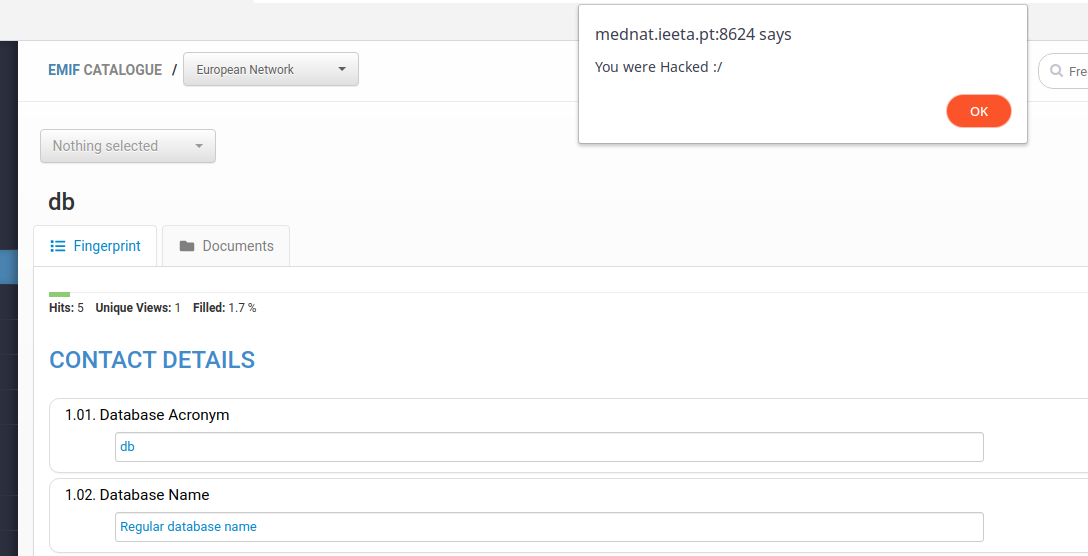 mednat.ieeta.pt:8624 says
You were Hacked :/
OK
EMIF CATALOGUE / European Network
Fre
Nothing selected
db
Fingerprint Documents
Hits: 5 Unique Views: 1 Filled: 1.7 %
CONTACT DETAILS
1.01. Database Acronym
db
1.02. Database Name
Regular database name